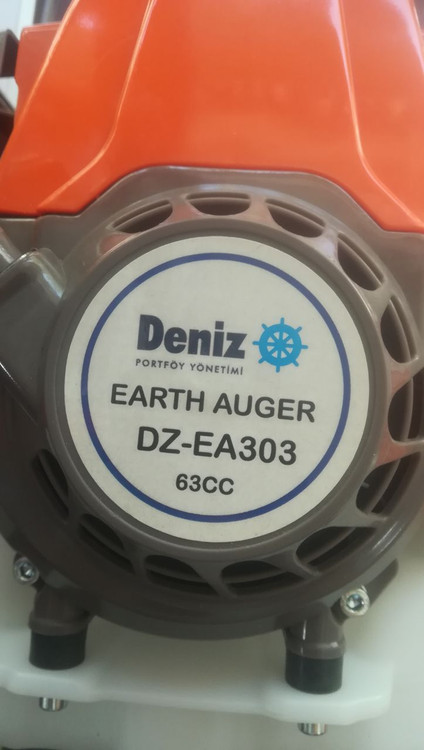 Deniz
PORTFÖY YÖNETİMİ
EARTH AUGER
DZ-EA303
63CC